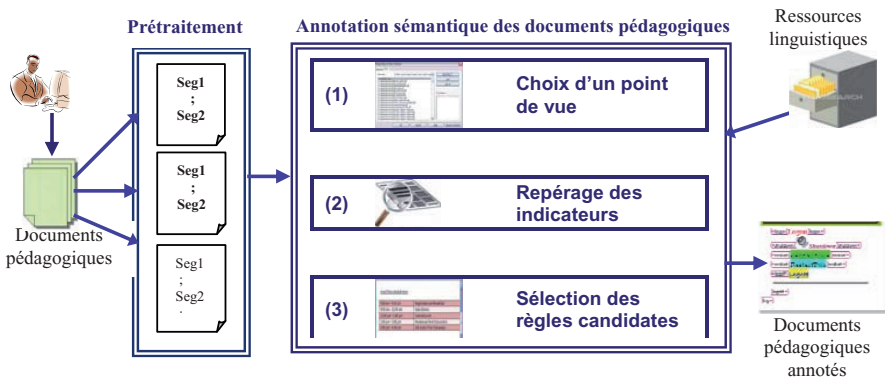 Prétraitement
Annotation sémantique des documents pédagogiques
Ressources
linguistiques
Documents
pédagogiques
Seg1
;
Seg2
Seg1
;
Seg2
Seg1
;
Seg2
.
(1)
Choix d’un point
de vue
(2)
Repérage des
indicateurs
(3)
Sélection des
règles candidates
Documents
pédagogiques
annotés